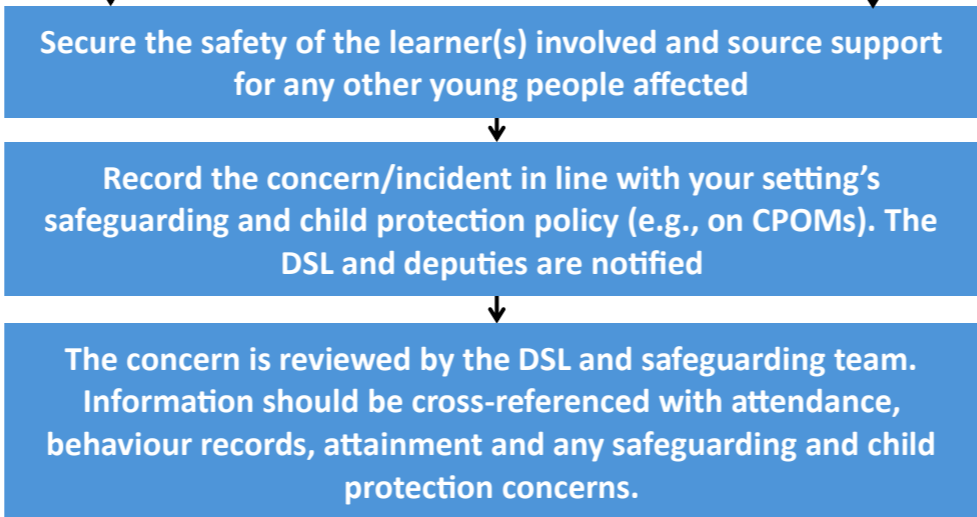 Secure the safety of the learner(s) involved and source support
for any other young people affected
Record the concern/incident in line with your setting's
safeguarding and child protection policy (e.g., on CPOMs). The
DSL and deputies are notified
The concern is reviewed by the DSL and safeguarding team.
Information should be cross-referenced with attendance,
behaviour records, attainment and any safeguarding and child
protection concerns.